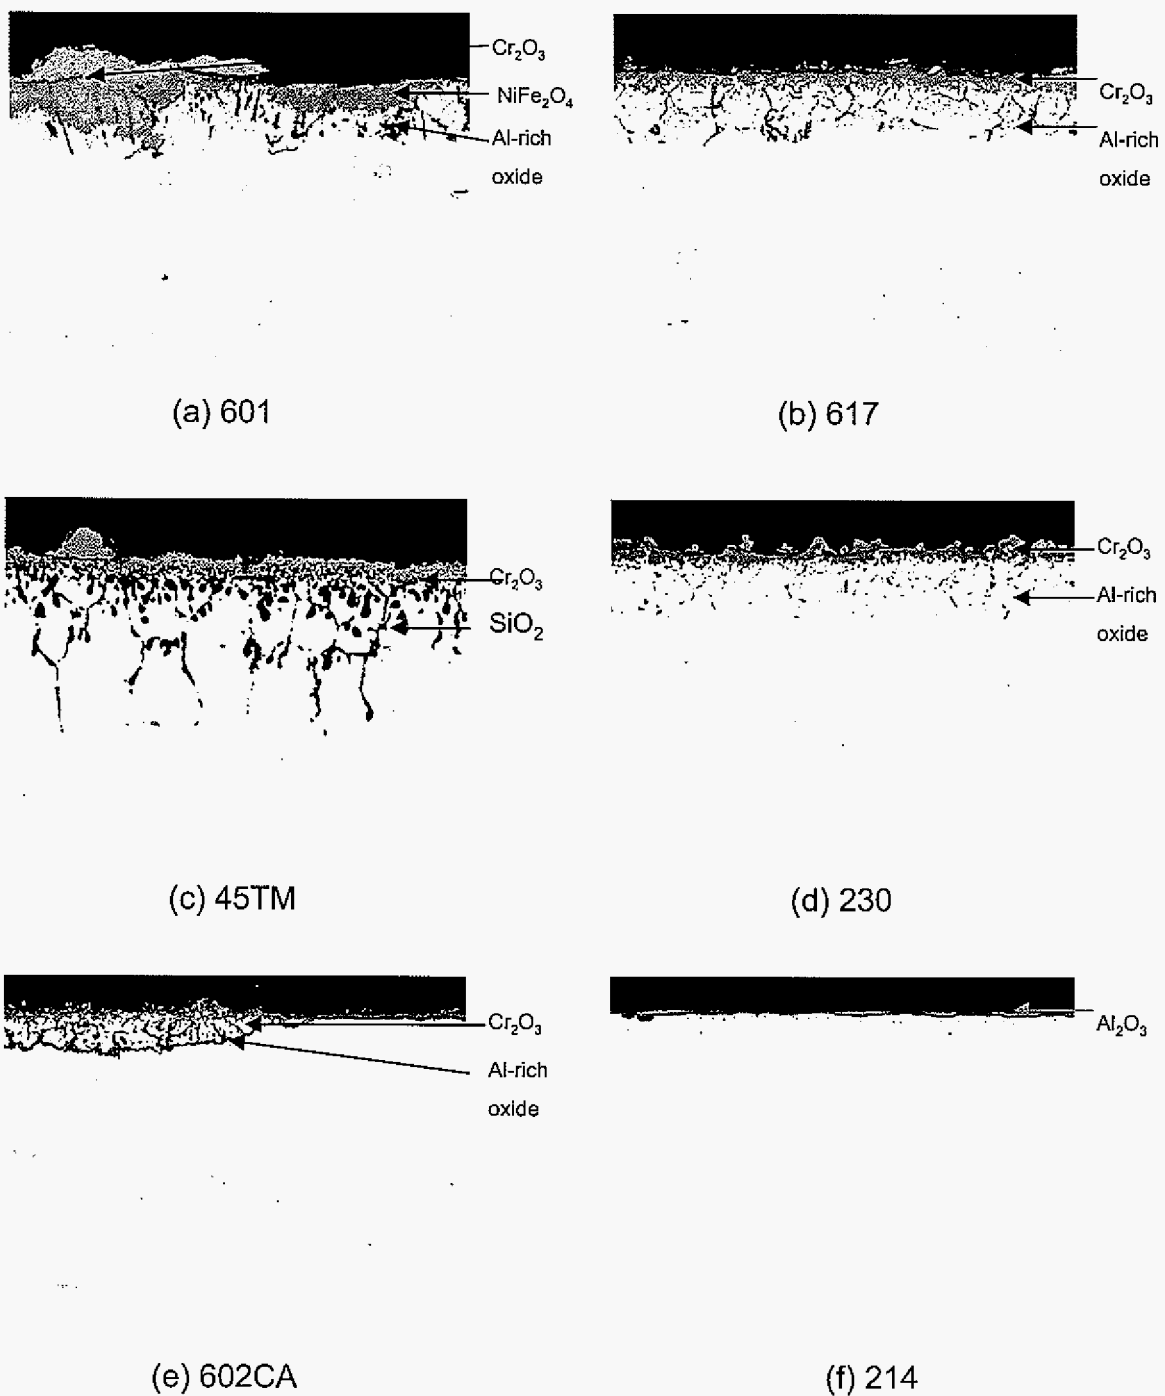 Cr₂O₃
NiFe₂O₄
Al-rich
oxide
(a) 601
Cr₂O₃
Al-rich
oxide
(b) 617
Cr₂O₃
SiO₂
(c) 45TM
Cr₂O₃
Al-rich
oxide
(d) 230
Cr₂O₃
Al-rich
oxide
(e) 602CA
Al₂O₃
(f) 214